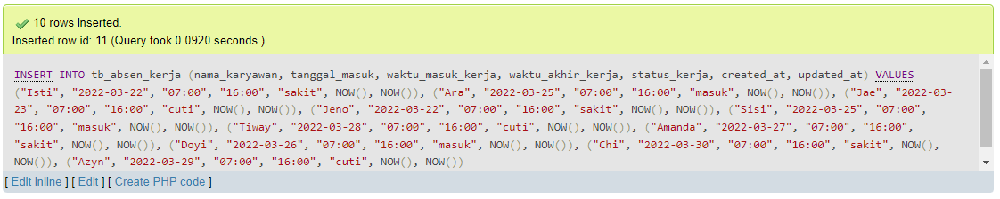 10 rows inserted.
Inserted row id: 11 (Query took 0.0920 seconds.)
INSERT INTO tb_absen_kerja (nama_karyawan, tanggal_masuk, waktu_masuk_kerja, waktu_akhir_kerja, status_kerja, created_at, updated_at) VALUES
("Isti", "2022-03-22", "07:00", "16:00", "sakit", NOW(), NOW()), ("Ara", "2022-03-25", "07:00", "16:00", "masuk", NOW(), NOW()), ("Jae", "2022-03-
23", "07:00", "16:00", "cuti", NOW(), NOW()), ("Jeno", "2022-03-22", "07:00", "16:00", "sakit", NOW(), NOW()), ("Sisi", "2022-03-25", "07:00",
"16:00", "masuk", NOW(), NOW()), ("Tiway", "2022-03-28", "07:00", "16:00", "cuti", NOW(), NOW()), ("Amanda", "2022-03-27", "07:00", "16:00",
"sakit", NOW(), NOW()), ("Doyi", "2022-03-26", "07:00", "16:00", "masuk", NOW(), NOW()), ("Chi", "2022-03-30", "07:00", "16:00", "sakit", NOW(),
NOW()), ("Azyn", "2022-03-29", "07:00", "16:00", "cuti", NOW(), NOW())
[ Edit inline ] [ Edit ] [ Create PHP code ]